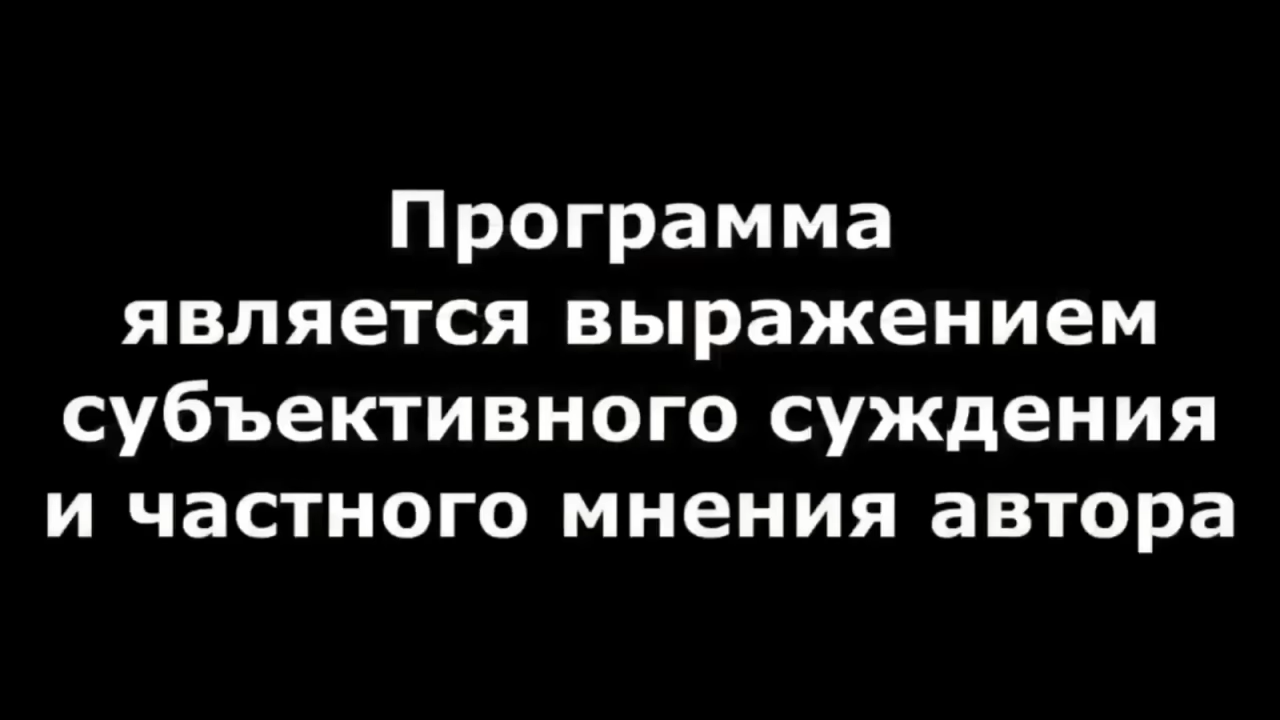 Программа
является выражением
субъективного суждения
и частного мнения автора